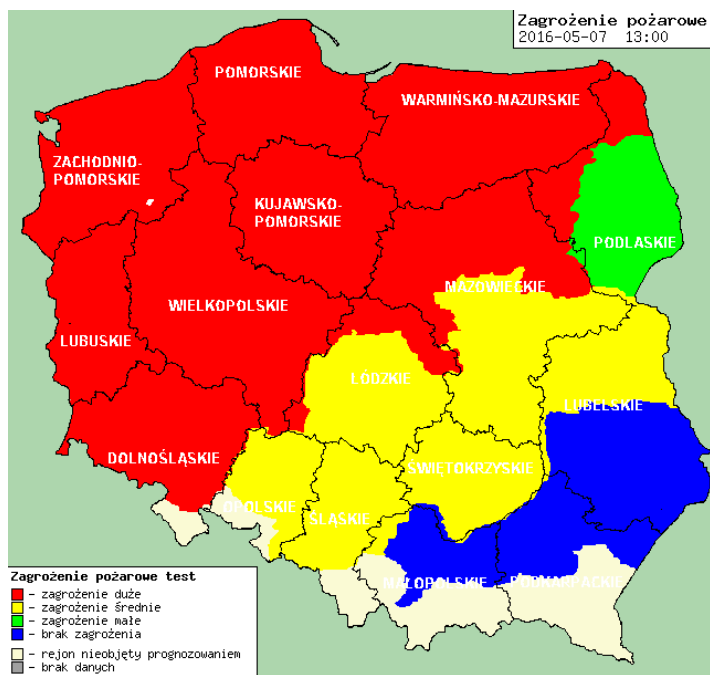 Zagrożenie pożarowe
2016-05-07 13:00
POMORSKIE
WARMIŃSKO-MAZURSKIE
ZACHODNIO-
POMORSKIE
KUJAWSKO-
POMORSKIE
PODLASKIE
MAZOWIECKIE
WIELKOPOLSKIE
LUBUSKIE
ŁÓDZKIE
LUBELSKIE
DOLNOŚLĄSKIE
ŚWIĘTOKRZYSKIE
OPOLSKIE
ŚLĄSKIE
MAŁOPOLSKIE
PODKARPACKIE
Zagrożenie pożarowe test
- zagrożenie duże
- zagrożenie średnie
- zagrożenie małe
- brak zagrożenia
- rejon nieobjęty prognozowaniem
- brak danych